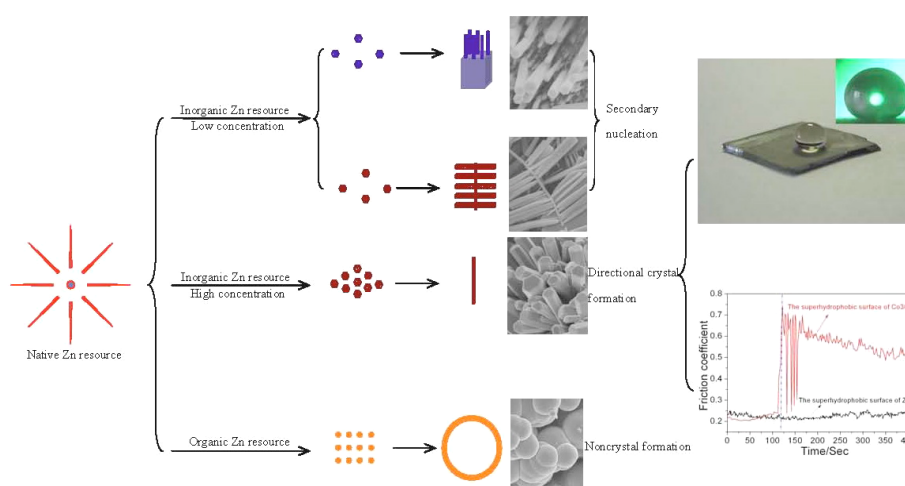 Inorganic Zn resource
Low concentration
Secondary
nucleation
Inorganic Zn resource
High concentration
Directional crystal
formation
Native Zn resource
Organic Zn resource
Noncrystal formation
Friction coefficient
0.8
0.7
0.6
0.5
0.4
0.3
0.2
The superhydrophobic surface of Co3
The superhydrophobic surface of Z
0 50 100 150 200 250 300 350
Time/Sec